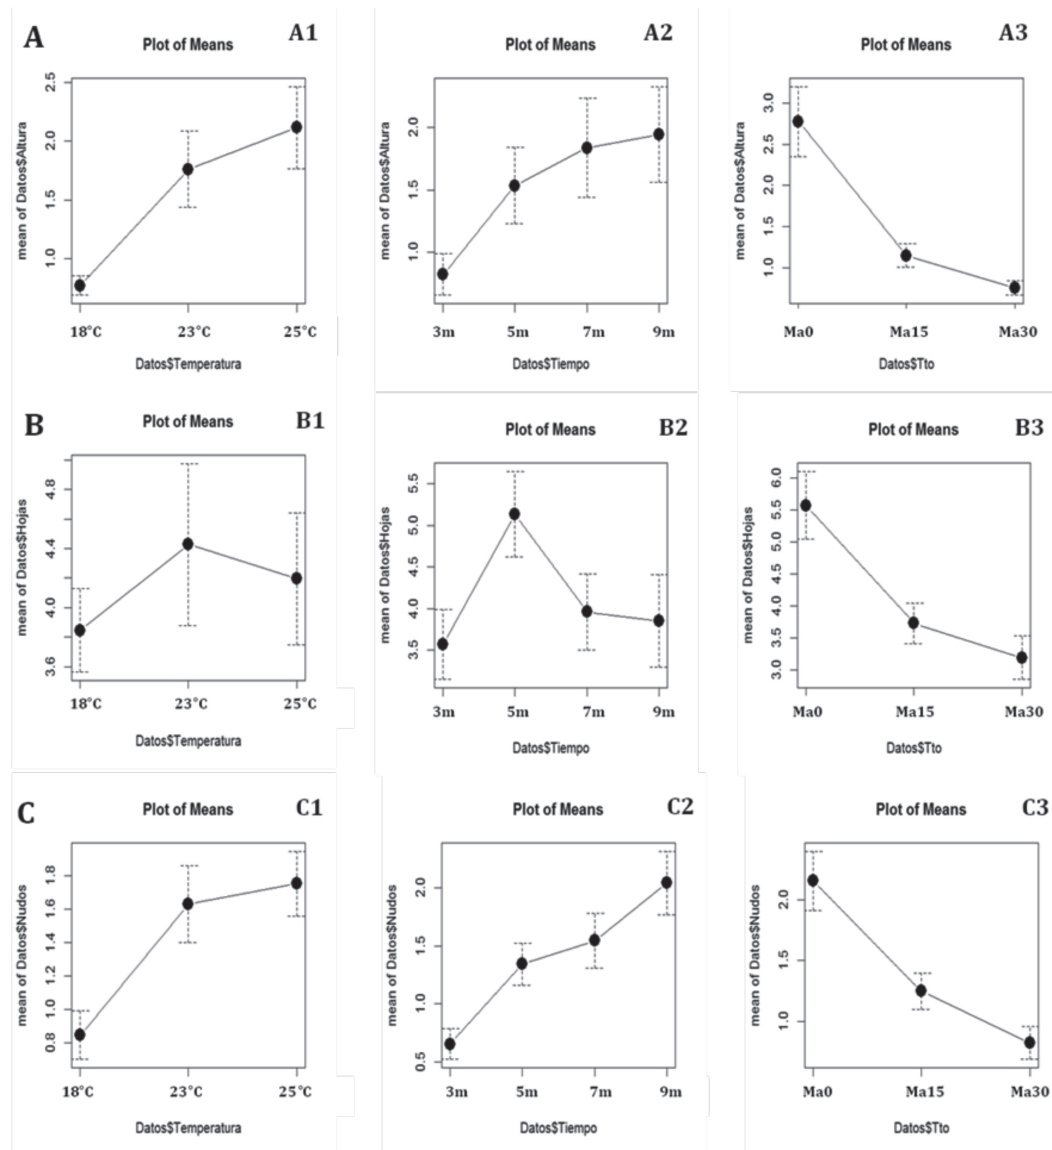 A
A1
Plot of Means
mean of Datos$Altura
2.5
2.0
1.5
1.0
18°C 23°C 25°C
Datos$Temperatura
A2
Plot of Means
mean of Datos$Altura
2.0
1.5
1.0
3m 5m 7m 9m
Datos$Tiempo
A3
Plot of Means
mean of Datos$Altura
3.0
2.5
2.0
1.5
1.0
Ma0 Ma15 Ma30
Datos$Tto
B
B1
Plot of Means
mean of Datos$Hojas
4.8
4.4
4.0
3.6
18°C 23°C 25°C
Datos$Temperatura
B2
Plot of Means
mean of Datos$Hojas
5.5
5.0
4.5
4.0
3.5
3m 5m 7m 9m
Datos$Tiempo
B3
Plot of Means
mean of Datos$Hojas
6.0
5.5
5.0
4.5
4.0
3.5
3.0
Ma0 Ma15 Ma30
Datos$Tto
C
C1
Plot of Means
mean of Datos$Nudos
1.8
1.6
1.4
1.2
1.0
0.8
18°C 23°C 25°C
Datos$Temperatura
C2
Plot of Means
mean of Datos$Nudos
2.0
1.5
1.0
0.5
3m 5m 7m 9m
Datos$Tiempo
C3
Plot of Means
mean of Datos$Nudos
2.0
1.5
1.0
Ma0 Ma15 Ma30
Datos$Tto